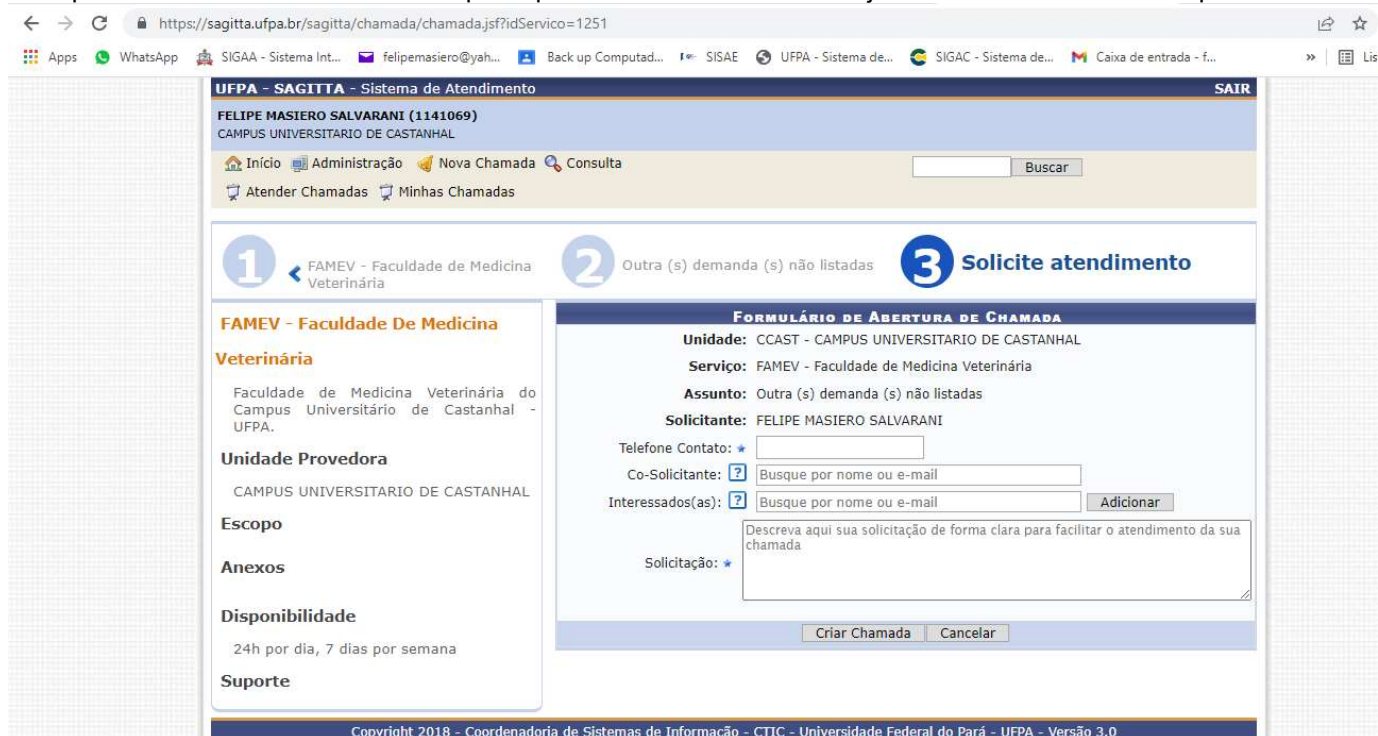 https://sagitta.ufpa.br/sagitta/chamada/chamada.jsf?idServico=1251
Apps WhatsApp SIGAA - Sistema Int... felipemasiero@yah... Back up Computad... SISAE UFPA - Sistema de... SIGAC - Sistema de... Caixa de entrada - f... » Lis
UFPA - SAGITTA - Sistema de Atendimento SAIR
FELIPE MASIERO SALVARANI (1141069)
CAMPUS UNIVERSITARIO DE CASTANHAL
Início Administração Nova Chamada Consulta Buscar
Atender Chamadas Minhas Chamadas
1 FAMEV - Faculdade de Medicina Veterinária 2 Outra (s) demanda (s) não listadas 3 Solicite atendimento
FAMEV - Faculdade De Medicina
Veterinária
Faculdade de Medicina Veterinária do
Campus Universitário de Castanhal -
UFPA.
Unidade Provedora
CAMPUS UNIVERSITARIO DE CASTANHAL
Escopo
Anexos
Disponibilidade
24h por dia, 7 dias por semana
Suporte
FORMULÁRIO DE ABERTURA DE CHAMADA
Unidade: CCAST - CAMPUS UNIVERSITARIO DE CASTANHAL
Serviço: FAMEV - Faculdade de Medicina Veterinária
Assunto: Outra (s) demanda (s) não listadas
Solicitante: FELIPE MASIERO SALVARANI
Telefone Contato:
Co-Solicitante: ? Busque por nome ou e-mail
Interessados(as): ? Busque por nome ou e-mail Adicionar
Solicitação: Descreva aqui sua solicitação de forma clara para facilitar o atendimento da sua
chamada
Criar Chamada Cancelar
Copyright 2018 - Coordenadoria de Sistemas de Informação - CTIC - Universidade Federal do Pará - UFPA - Versão 3.0